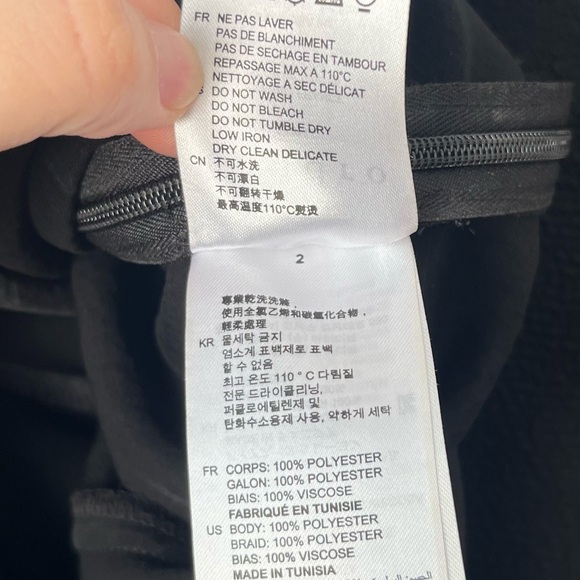 FR NE PAS LAVER
PAS DE BLANCHIMENT
PAS DE SECHAGE EN TAMBOUR
REPASSAGE MAX A 110°C
NETTOYAGE A SEC DÉLICAT
DO NOT WASH
DO NOT BLEACH
DO NOT TUMBLE DRY
LOW IRON
DRY CLEAN DELICATE
CN 不可水洗
不可漂白
不可翻转干燥
最高温度110°C熨烫
2
專業乾洗洗滌,
使用全氯乙烯和碳氫化合物,
輕柔處理
KR 물세탁 금지
염소계 표백제로 표백
할 수 없음
최고 온도 110 ° C 다림질
전문 드라이클리닝,
퍼클로에틸렌제 및
탄화수소용제 사용, 약하게 세탁
FR CORPS: 100% POLYESTER
GALON: 100% POLYESTER
BIAIS: 100% VISCOSE
FABRIQUÉ EN TUNISIE
US BODY: 100% POLYESTER
BRAID: 100% POLYESTER
BIAS: 100% VISCOSE
MADE IN TUNISIA